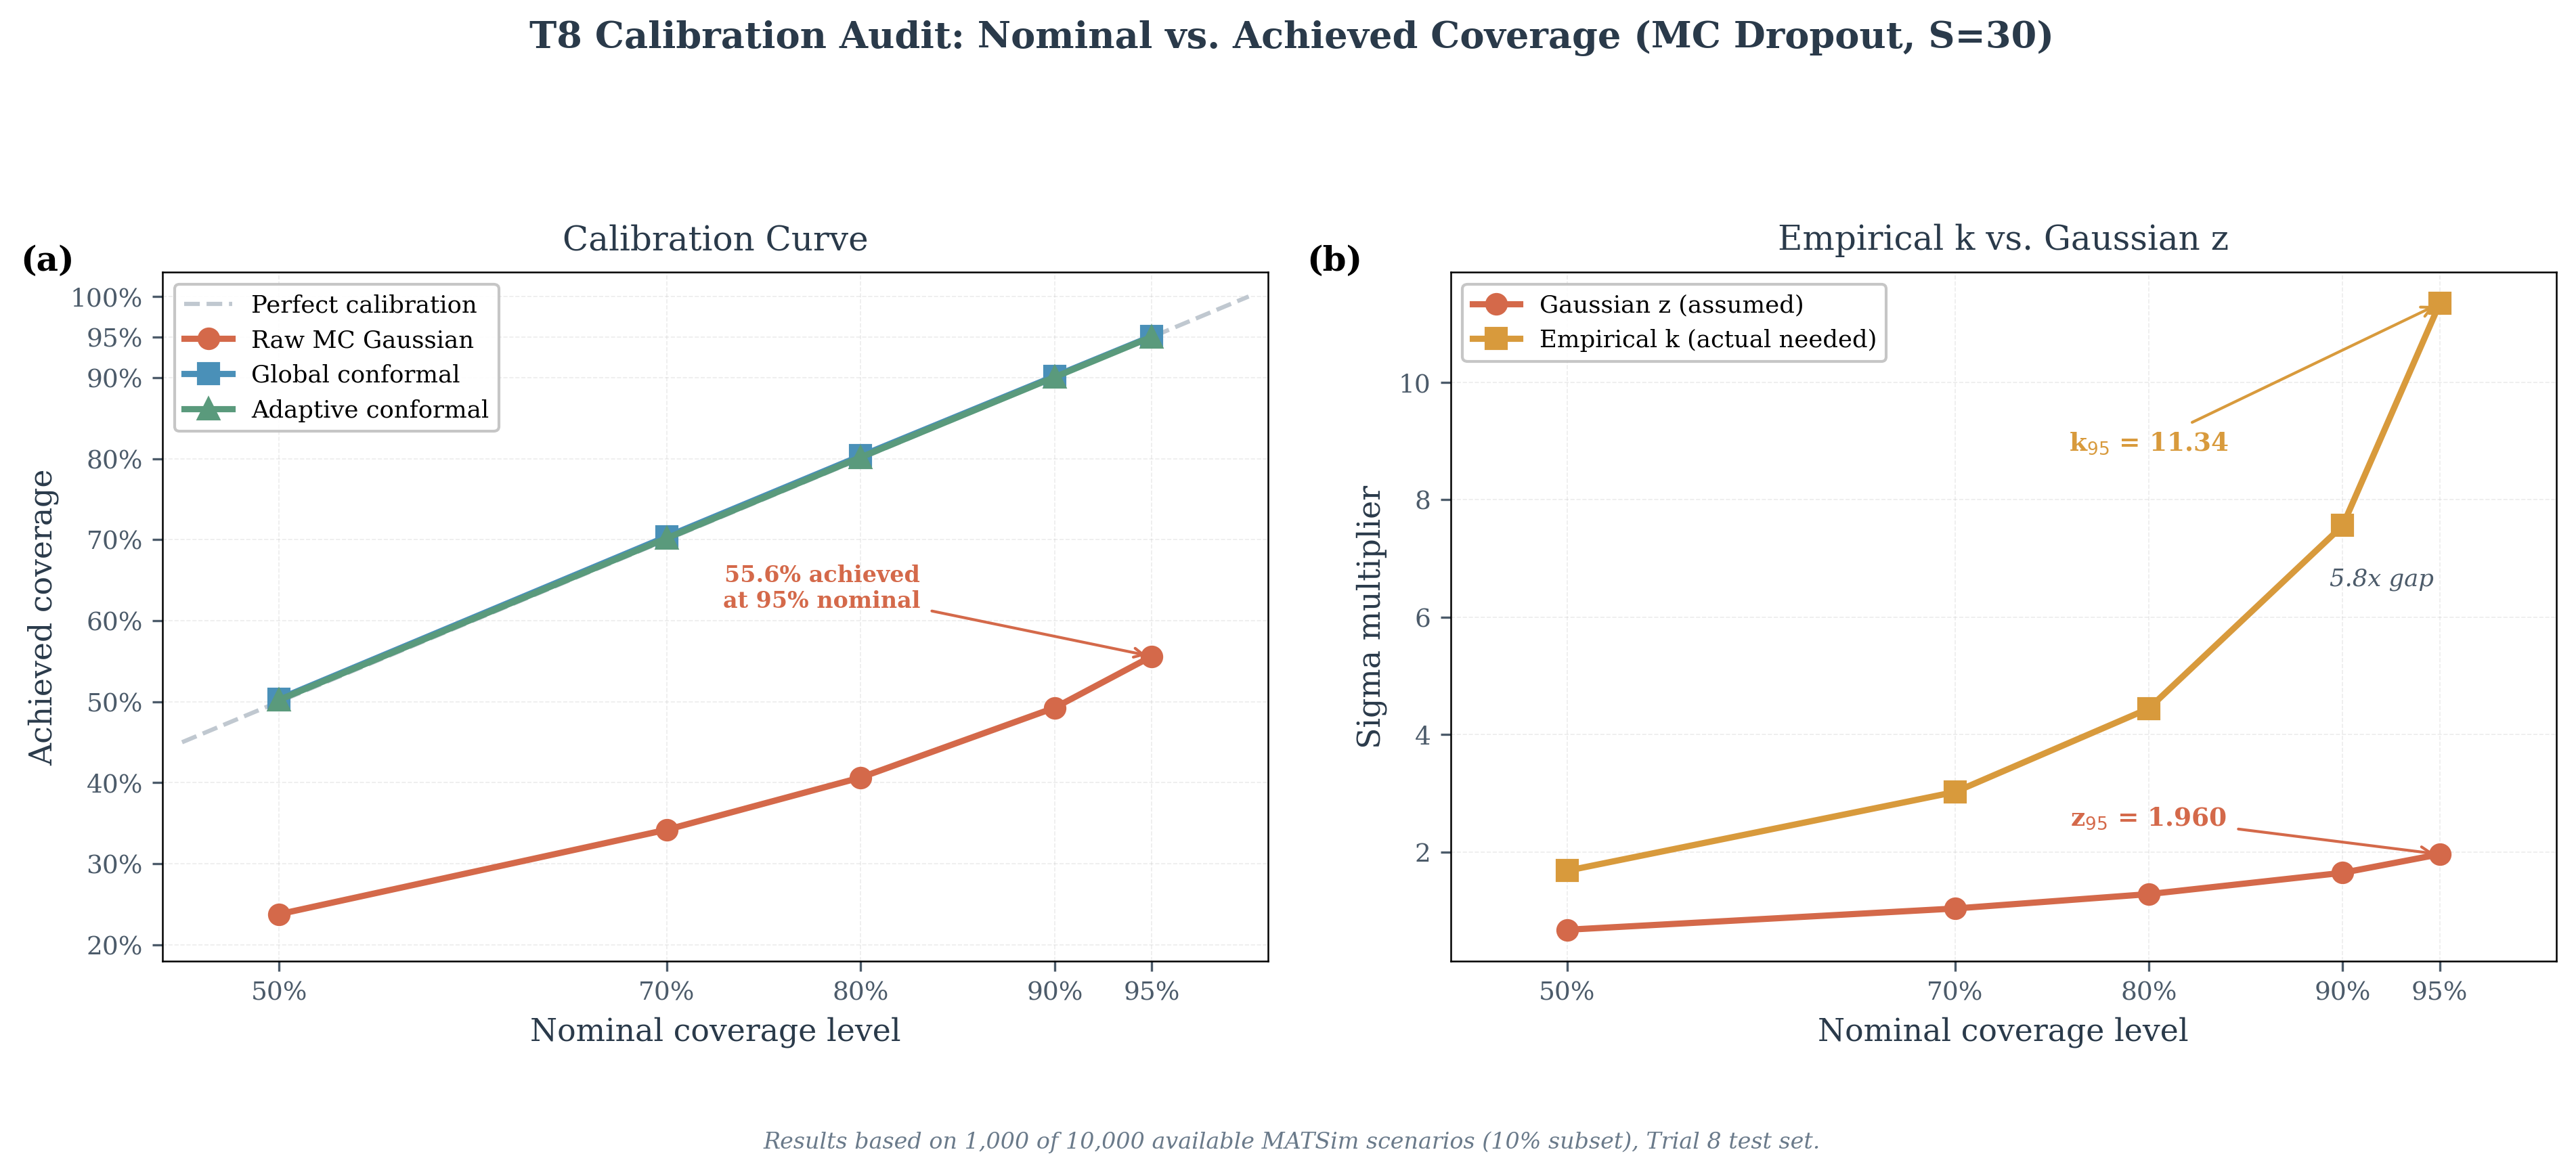 T8 Calibration Audit: Nominal vs. Achieved Coverage (MC Dropout, S=30)
(a)
Calibration Curve
Perfect calibration
Raw MC Gaussian
Global conformal
Adaptive conformal
55.6% achieved
at 95% nominal
Achieved coverage
100%
95%
90%
80%
70%
60%
50%
40%
30%
20%
50% 70% 80% 90% 95%
Nominal coverage level
(b)
Empirical k vs. Gaussian z
Gaussian z (assumed)
Empirical k (actual needed)
k95 = 11.34
5.8x gap
z95 = 1.960
Sigma multiplier
10
8
6
4
2
50% 70% 80% 90% 95%
Nominal coverage level
Results based on 1,000 of 10,000 available MATSim scenarios (10% subset), Trial 8 test set.